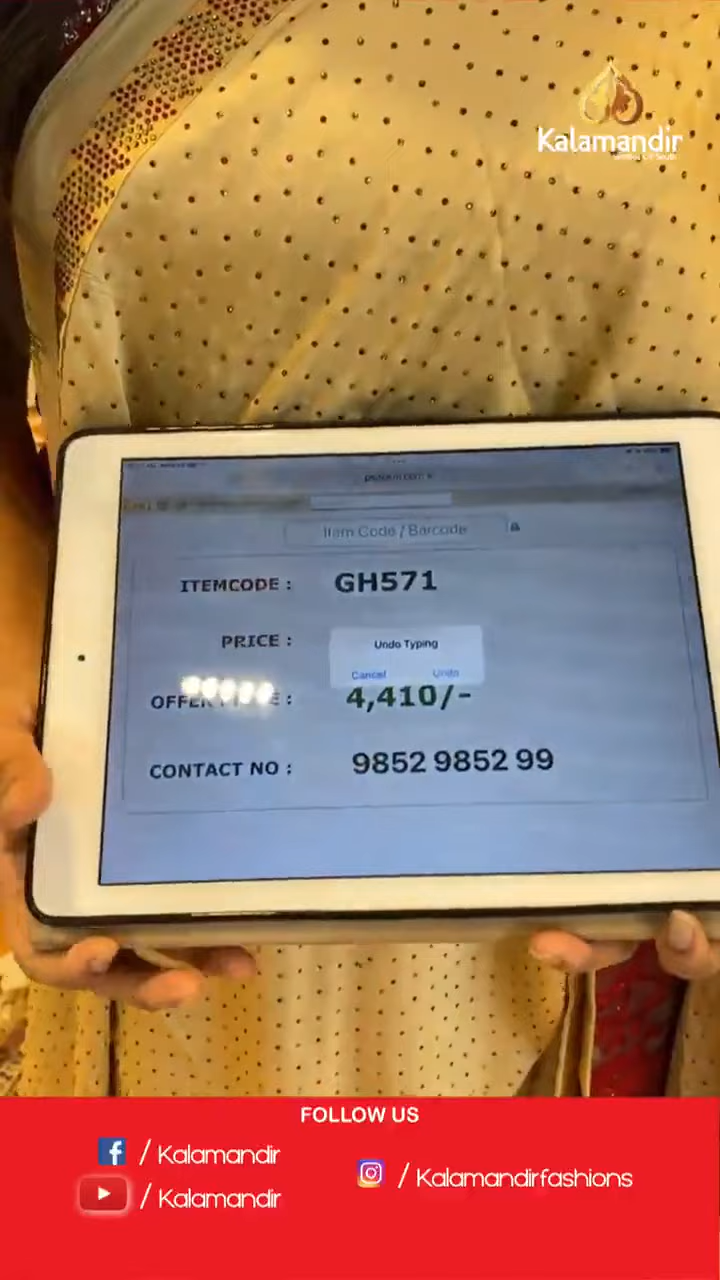 Kalamandir
Item Code / Barcode
ITEMCODE : GH571
PRICE :
Undo Typing
Cancel Undo
4,410/-
CONTACT NO : 9852 9852 99
FOLLOW US
/ Kalamandir
/ Kalamandir
/ Kalamandirfashions